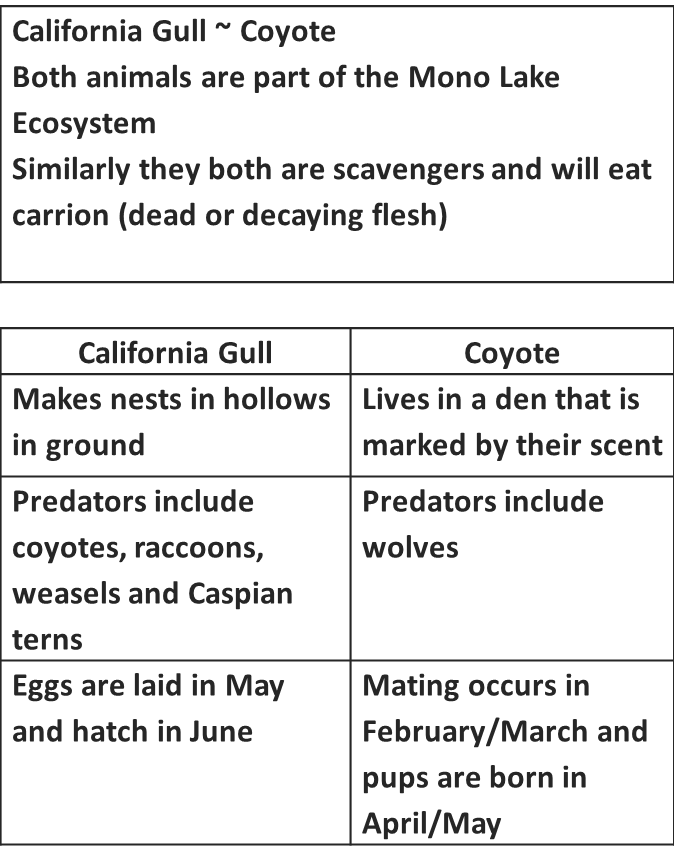 California Gull ~ Coyote
Both animals are part of the Mono Lake
Ecosystem
Similarly they both are scavengers and will eat
carrion (dead or decaying flesh)
California Gull
Coyote
Makes nests in hollows
in ground
Lives in a den that is
marked by their scent
Predators include
coyotes, raccoons,
weasels and Caspian
terns
Predators include
wolves
Eggs are laid in May
and hatch in June
Mating occurs in
February/March and
pups are born in
April/May